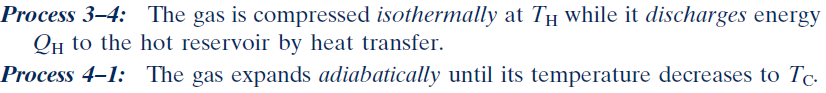 Process 3–4: The gas is compressed isothermally at TH while it discharges energy
QH to the hot reservoir by heat transfer.
Process 4–1: The gas expands adiabatically until its temperature decreases to TC.